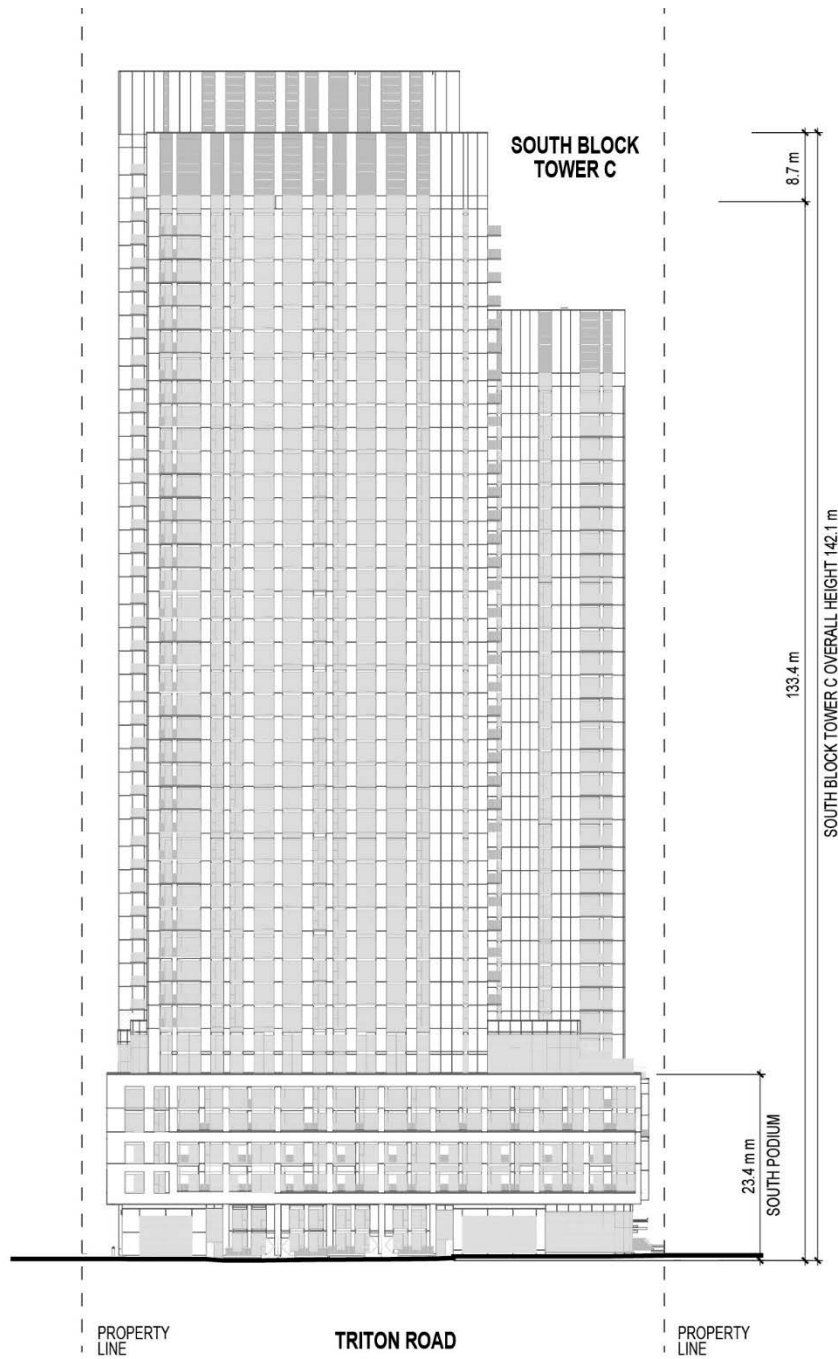 SOUTH BLOCK
TOWER C
8.7 m
133.4 m
SOUTH BLOCK TOWER C OVERALL HEIGHT 142.1 m
23.4 m m
SOUTH PODIUM
PROPERTY
LINE
TRITON ROAD
PROPERTY
LINE